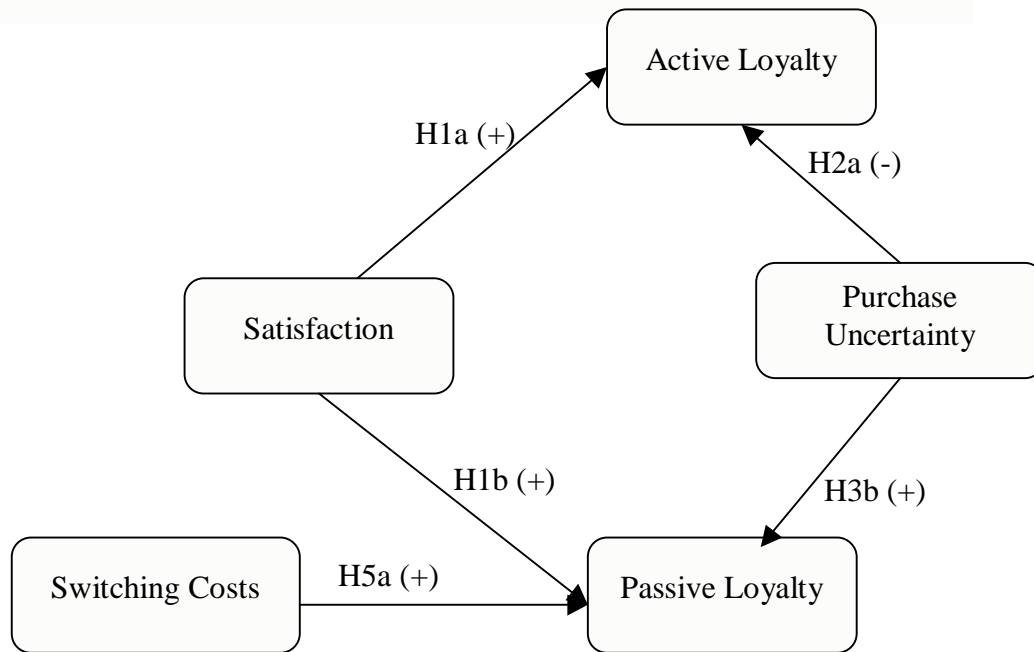 Active Loyalty
H1a (+)
H2a (-)
Satisfaction
Purchase
Uncertainty
H1b (+)
H3b (+)
Switching Costs
H5a (+)
Passive Loyalty